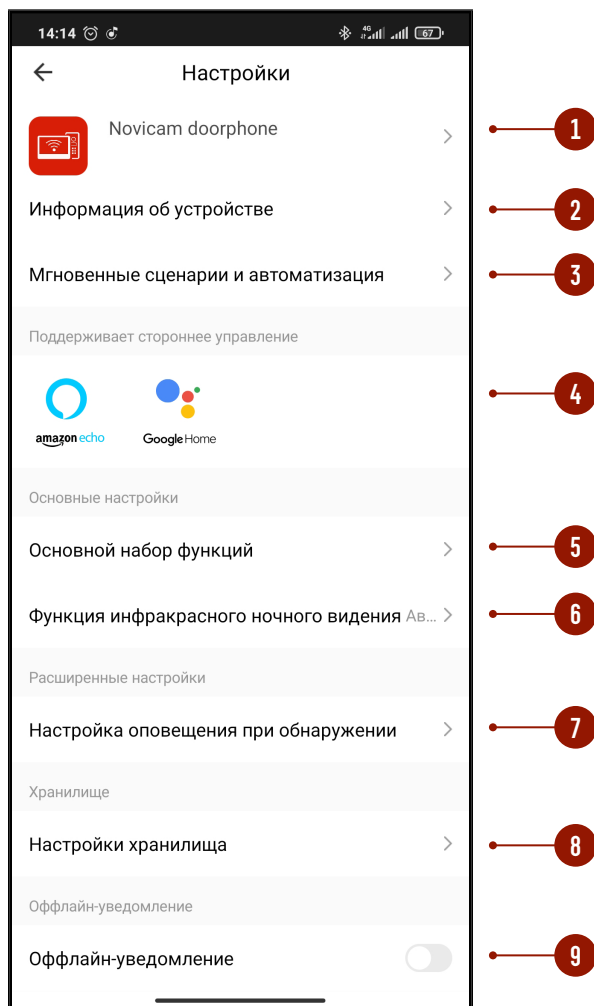 14:14 4G 67
Настройки
Novicam doorphone
1
Информация об устройстве
2
Мгновенные сценарии и автоматизация
3
Поддерживает стороннее управление
amazon echo Google Home
4
Основные настройки
Основной набор функций
5
Функция инфракрасного ночного видения Ав...
6
Расширенные настройки
Настройка оповещения при обнаружении
7
Хранилище
Настройки хранилища
8
Оффлайн-уведомление
Оффлайн-уведомление
9